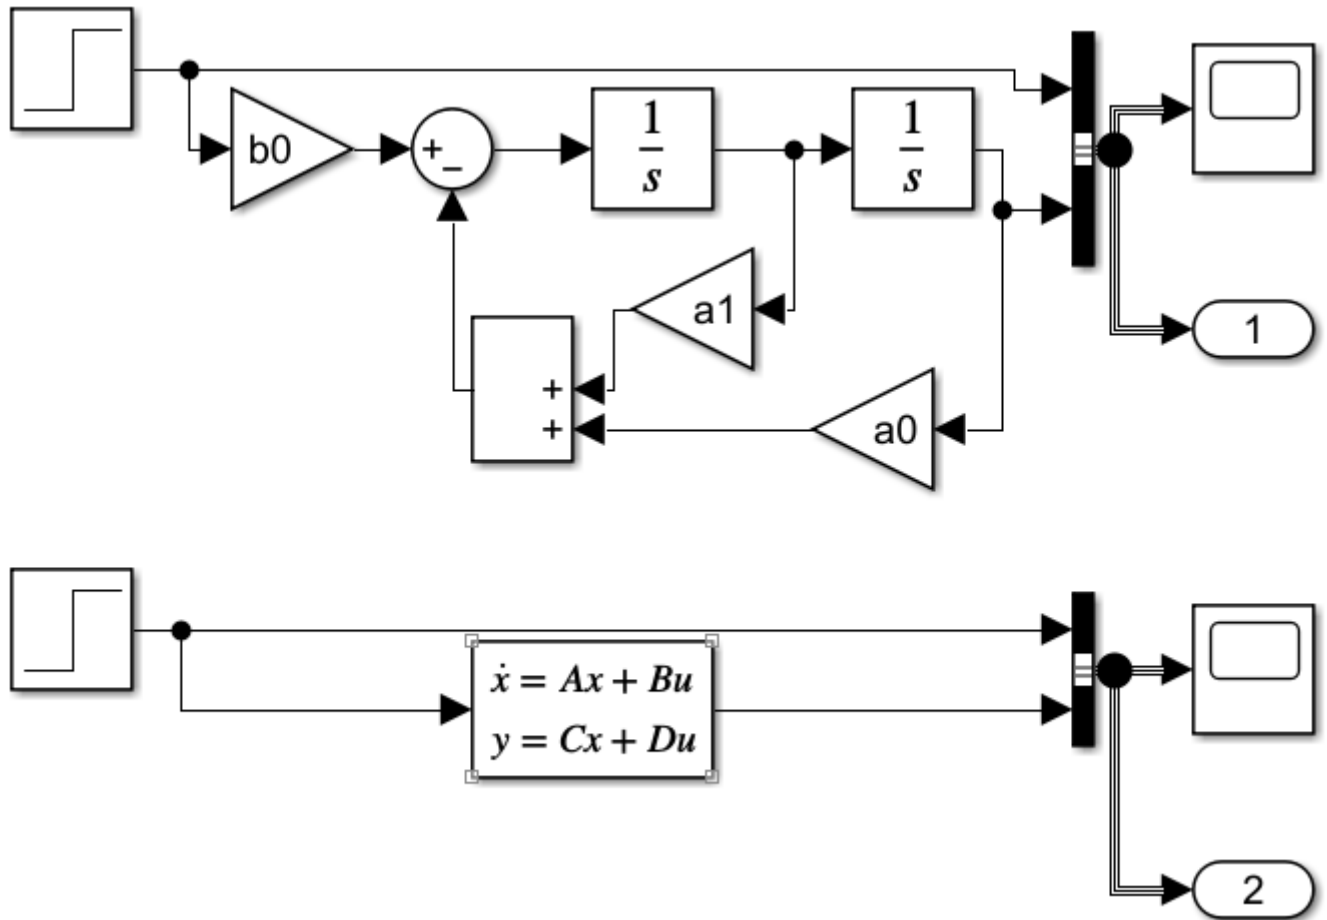 b0
+
−
1
s
1
s
a1
1
+
+
a0
ẋ = Ax + Bu
y = Cx + Du
2